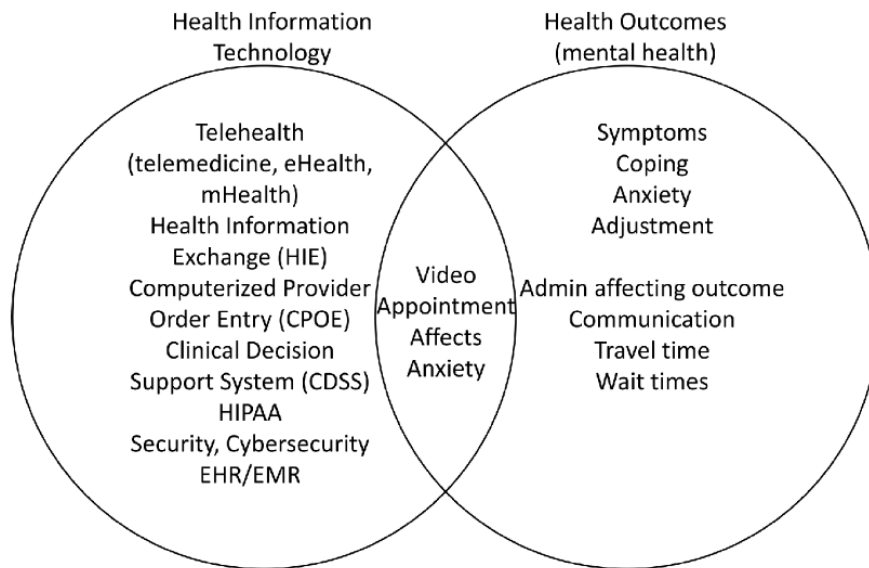 Health Information
Technology
Health Outcomes
(mental health)
Telehealth
(telemedicine, eHealth,
mHealth)
Health Information
Exchange (HIE)
Computerized Provider
Order Entry (CPOE)
Clinical Decision
Support System (CDSS)
HIPAA
Security, Cybersecurity
EHR/EMR
Video
Appointment
Affects
Anxiety
Symptoms
Coping
Anxiety
Adjustment
Admin affecting outcome
Communication
Travel time
Wait times